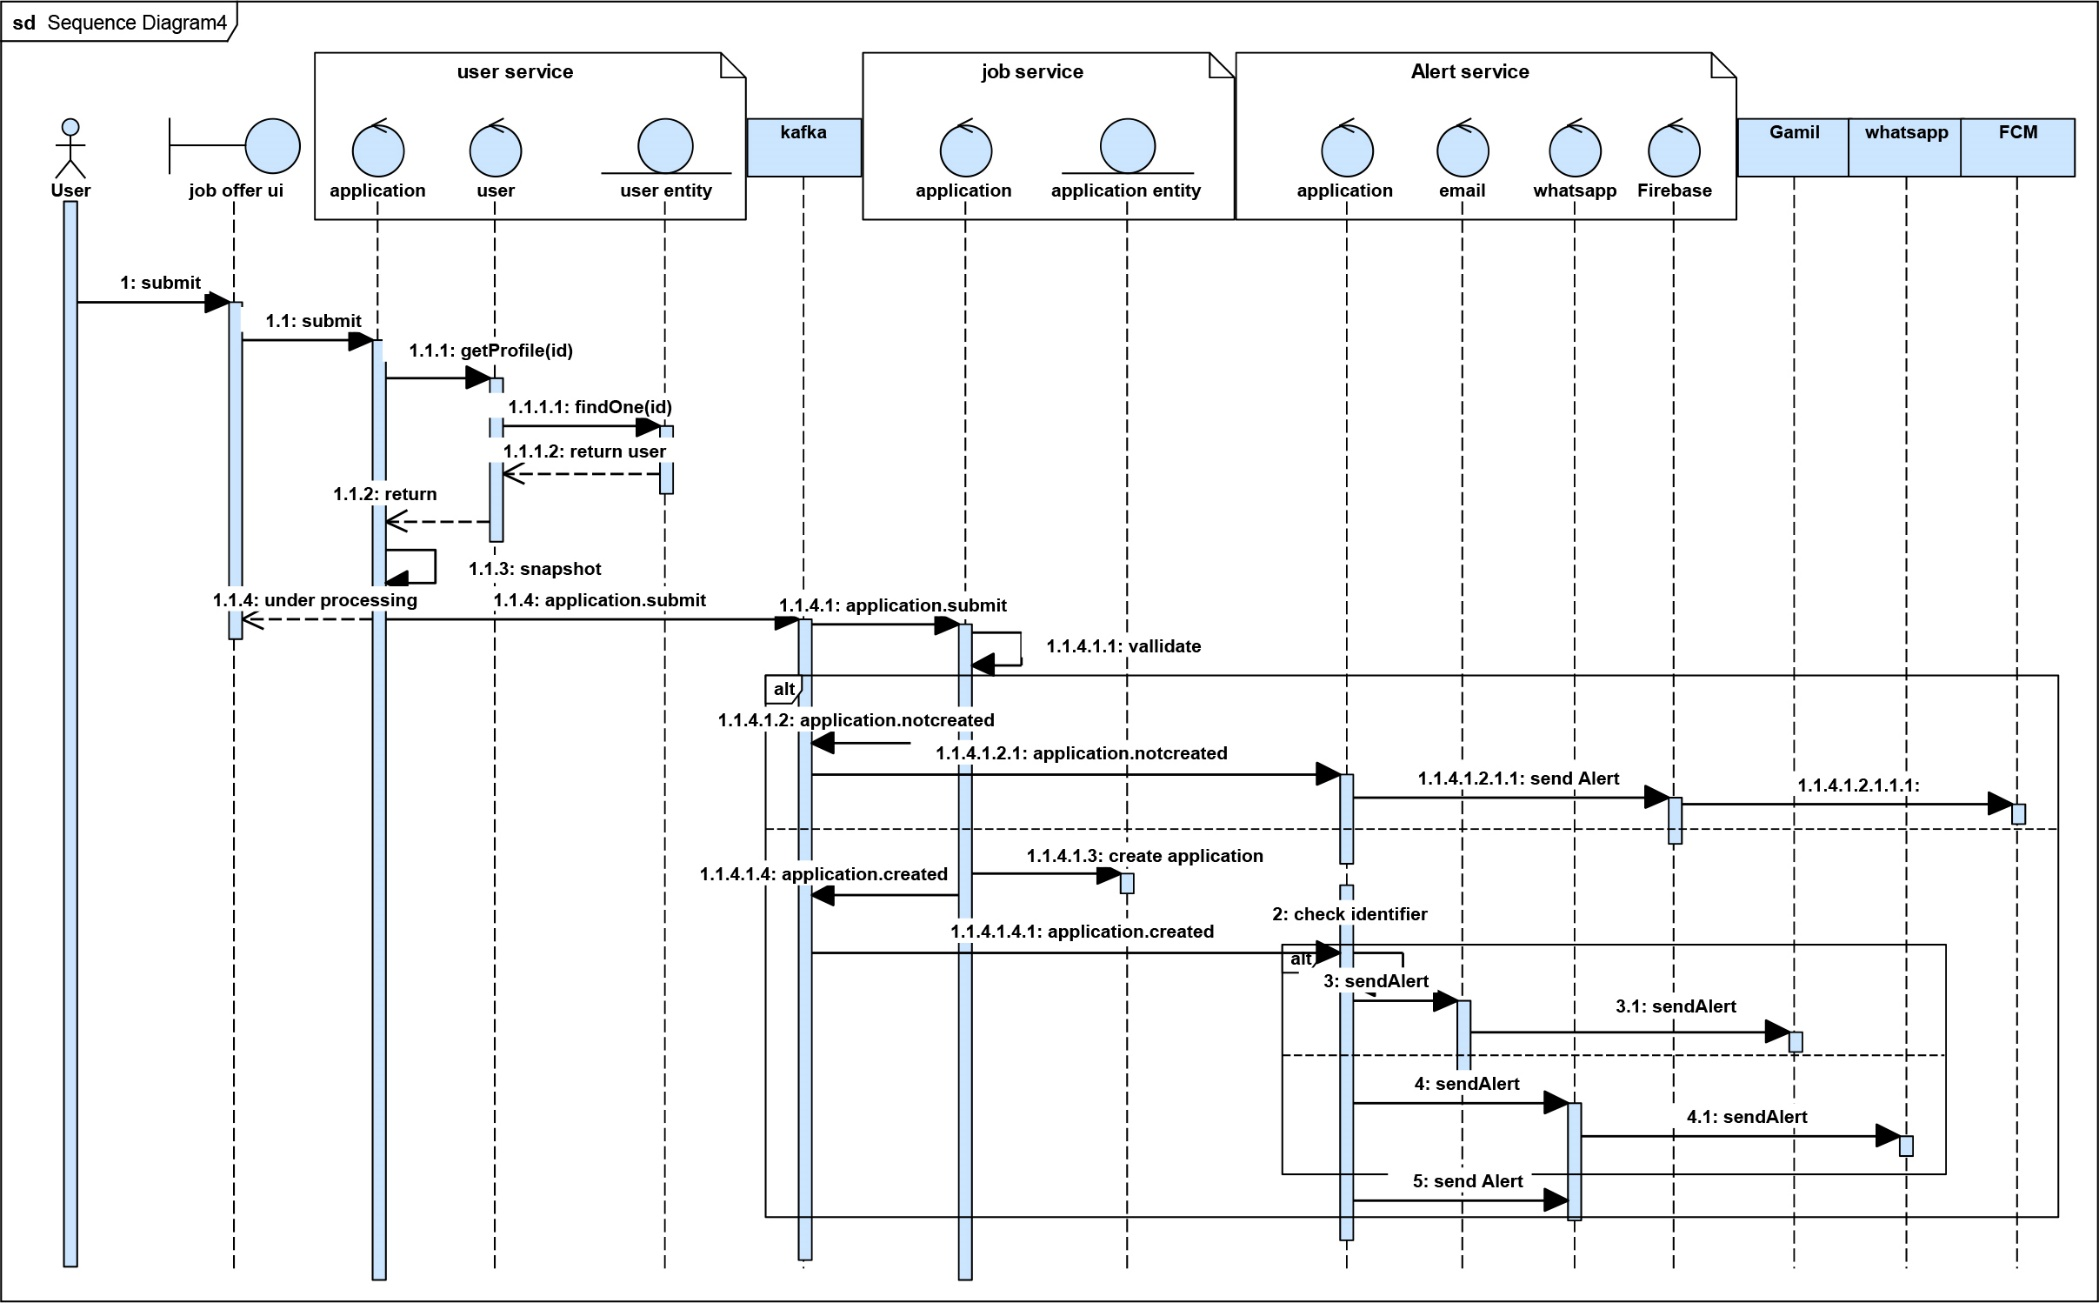 sd Sequence Diagram4
user service
job service
Alert service
kafka
Gamil
whatsapp
FCM
User
job offer ui
application
user
user entity
application
application entity
application
email
whatsapp
Firebase
1: submit
1.1: submit
1.1.1: getProfile(id)
1.1.1.1: findOne(id)
1.1.1.2: return user
1.1.2: return
1.1.3: snapshot
1.1.4: under processing
1.1.4: application.submit
1.1.4.1: application.submit
1.1.4.1.1: vallidate
alt
1.1.4.1.2: application.notcreated
1.1.4.1.2.1: application.notcreated
1.1.4.1.2.1.1: send Alert
1.1.4.1.2.1.1.1:
1.1.4.1.3: create application
1.1.4.1.4: application.created
2: check identifier
1.1.4.1.4.1: application.created
alt
3: sendAlert
3.1: sendAlert
4: sendAlert
4.1: sendAlert
5: send Alert